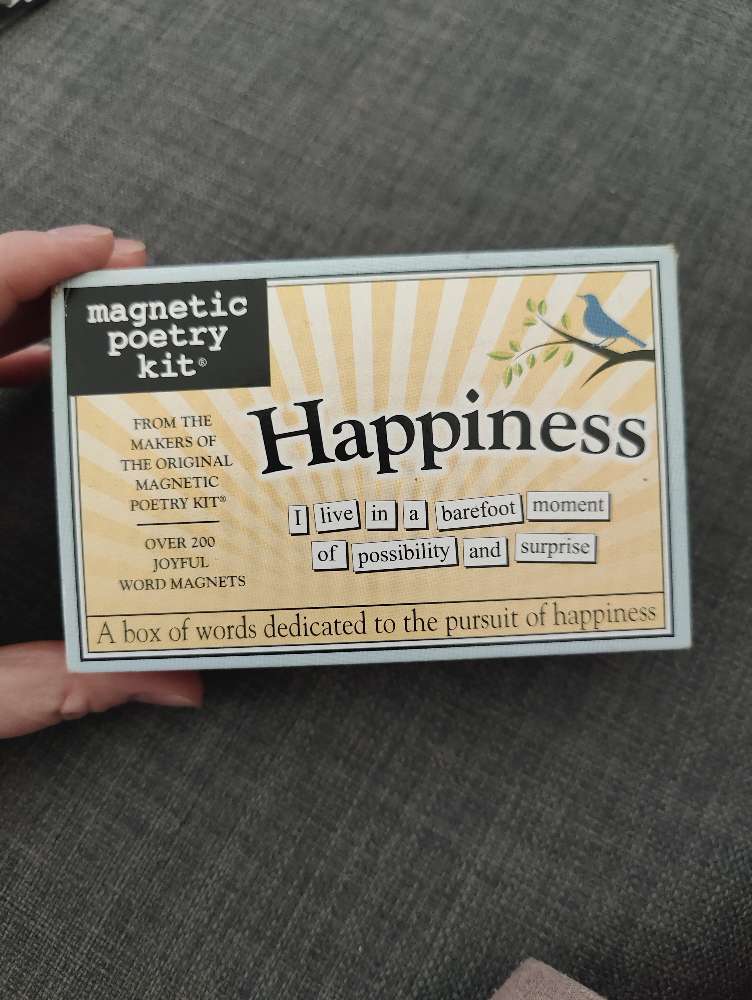 magnetic
poetry
kit®
FROM THE
MAKERS OF
THE ORIGINAL
MAGNETIC
POETRY KIT®
OVER 200
JOYFUL
WORD MAGNETS
Happiness
I live in a barefoot moment
of possibility and surprise
A box of words dedicated to the pursuit of happiness